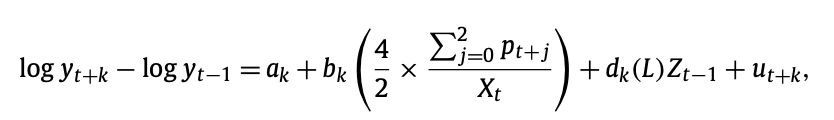 log y_{t+k} − log y_{t−1} = a_k + b_k ( 4/2 × ∑_{j=0}^{2} p_{t+j} / X_t ) + d_k(L)Z_{t−1} + u_{t+k},